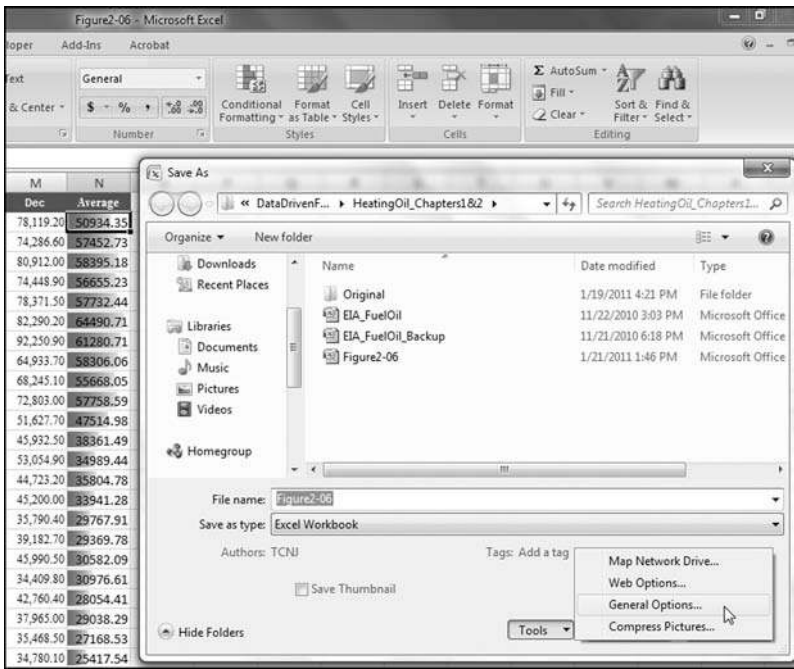 Figure2-06 - Microsoft Excel
loper Add-Ins Acrobat
Text General Conditional Formatting Format as Table Cell Styles Insert Delete Format Σ AutoSum
Fill
& Center $ % , Clear Sort & Filter Find & Select
Number Styles Cells Editing
Save As
« DataDrivenF... HeatingOil_Chapters1&2 Search HeatingOil_Chapters1...
Organize New folder
Downloads
Recent Places
Libraries
Documents
Music
Pictures
Videos
Homegroup
Name Date modified Type
Original 1/19/2011 4:21 PM File folder
EIA_FuelOil 11/22/2010 3:03 PM Microsoft Office
EIA_FuelOil_Backup 11/21/2010 6:18 PM Microsoft Office
Figure2-06 1/21/2011 1:46 PM Microsoft Office
File name: Figure2-06
Save as type: Excel Workbook
Authors: TCNJ Tags: Add a tag
Save Thumbnail
Hide Folders Tools
Map Network Drive...
Web Options...
General Options...
Compress Pictures...
M N
Dec Average
78,119.20 50934.35
74,286.60 57452.73
80,912.00 58395.18
74,448.90 56655.23
78,371.50 57732.44
82,290.20 64490.71
92,250.90 61280.71
64,933.70 58306.06
68,245.10 55668.05
72,803.00 57758.59
51,627.70 47514.98
45,932.50 38361.49
53,054.90 34989.44
44,723.20 35804.78
45,200.00 33941.28
35,790.40 29767.91
39,182.70 29369.78
45,990.50 30582.09
34,409.80 30976.61
42,760.40 28054.41
37,965.00 29038.29
35,468.50 27168.53
34,780.10 25417.54